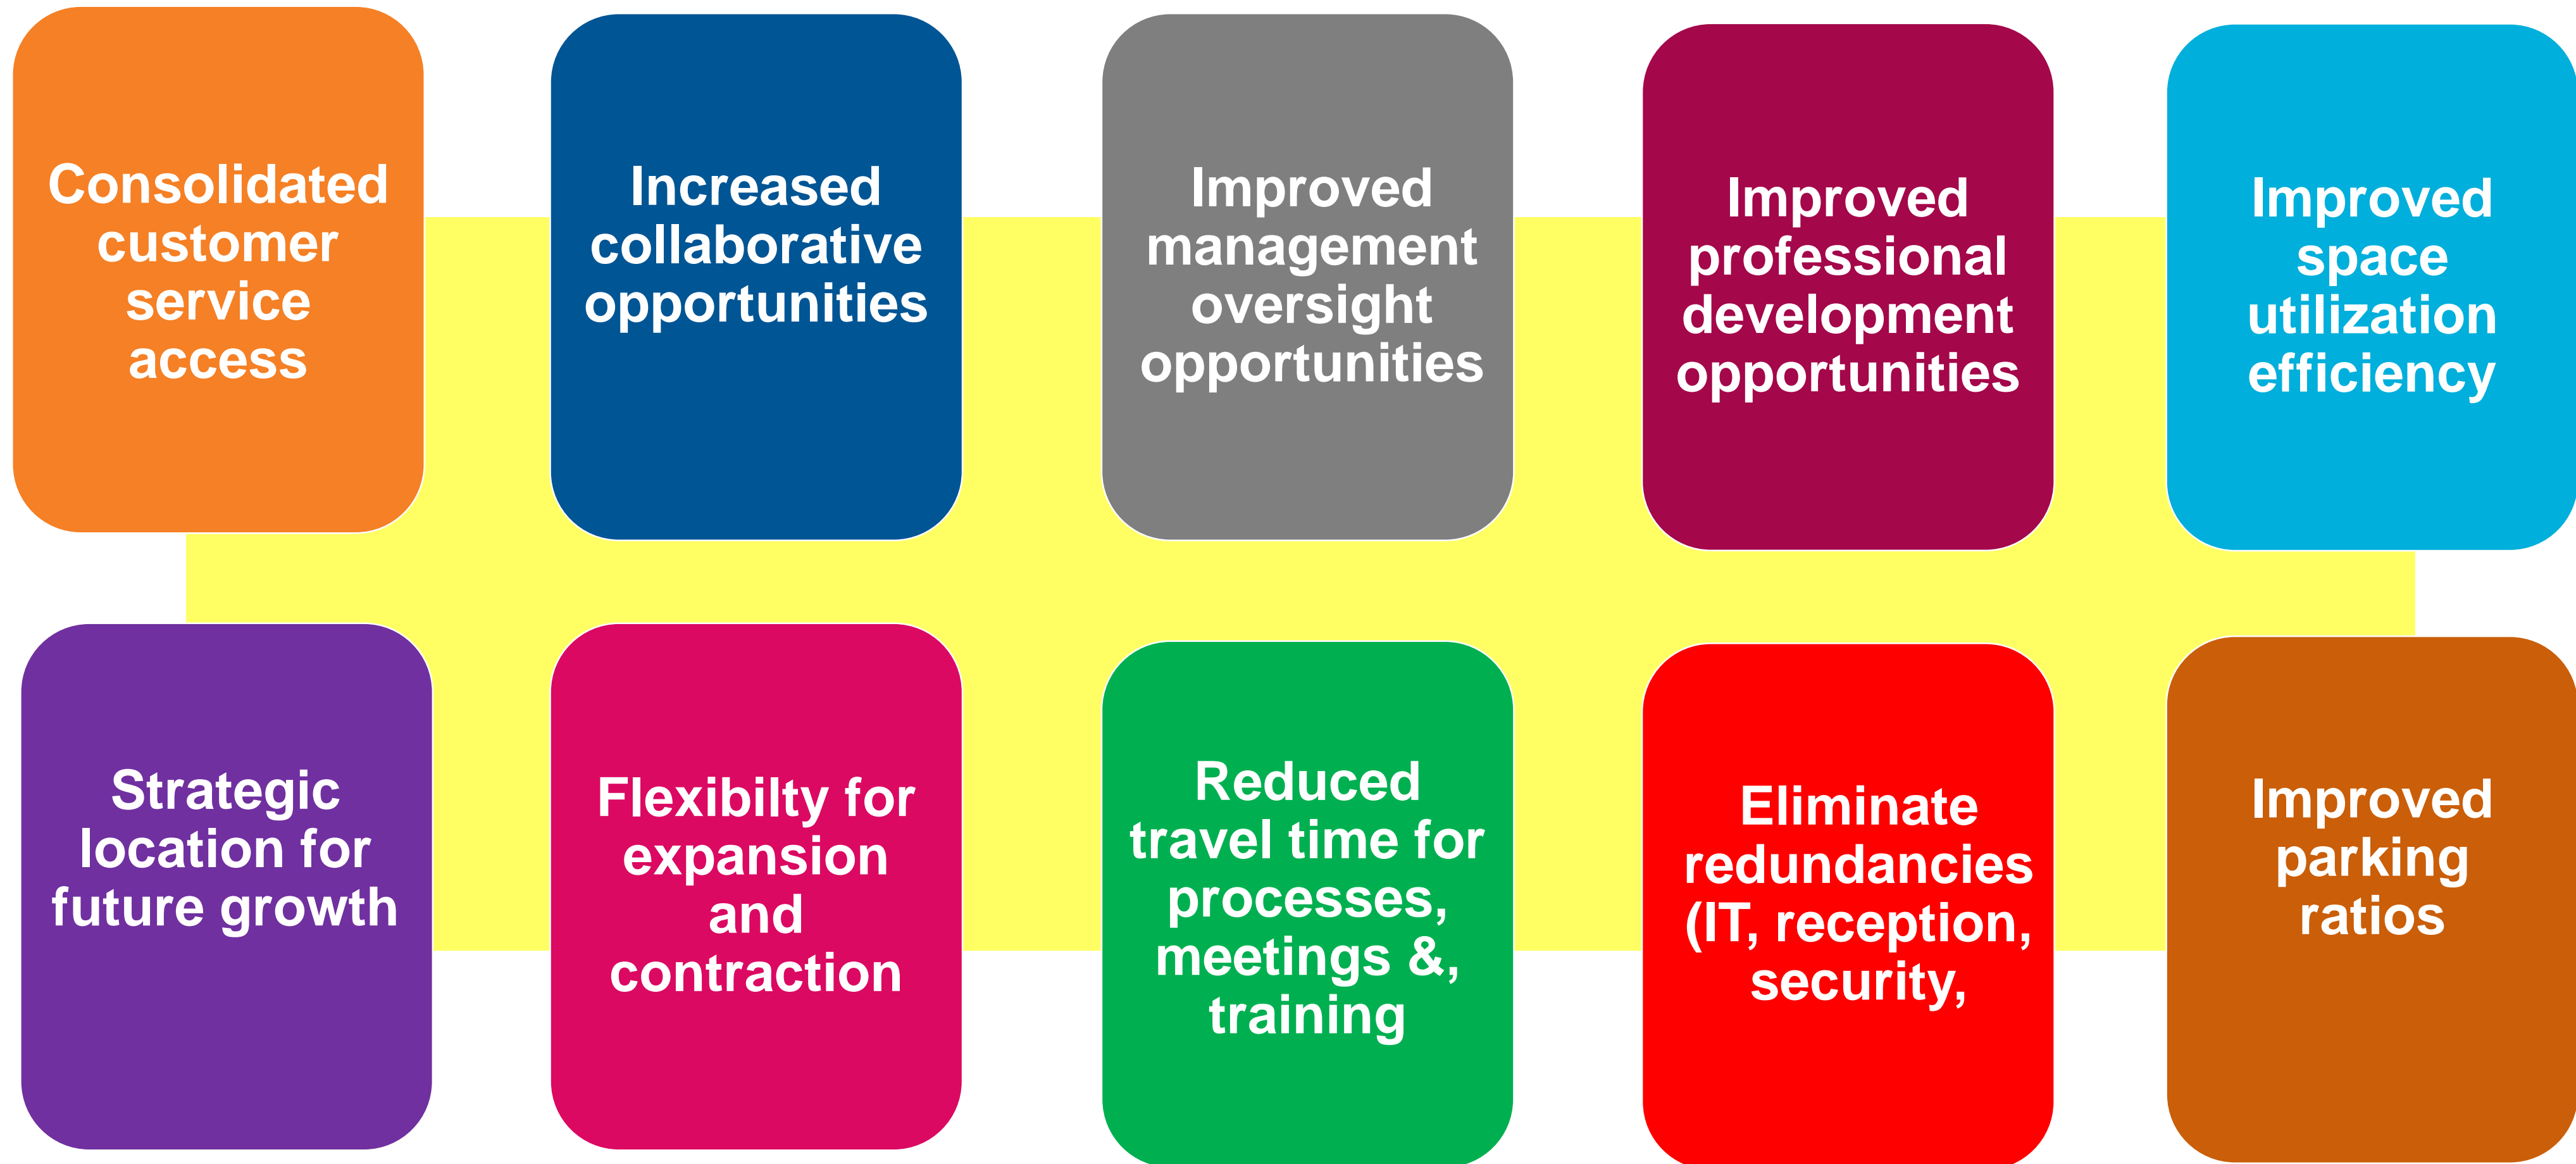 Consolidated
customer
service
access
Increased
collaborative
opportunities
Improved
management
oversight
opportunities
Improved
professional
development
opportunities
Improved
space
utilization
efficiency
Strategic
location for
future growth
Flexibilty for
expansion
and
contraction
Reduced
travel time for
processes,
meetings &,
training
Eliminate
redundancies
(IT, reception,
security,
Improved
parking
ratios